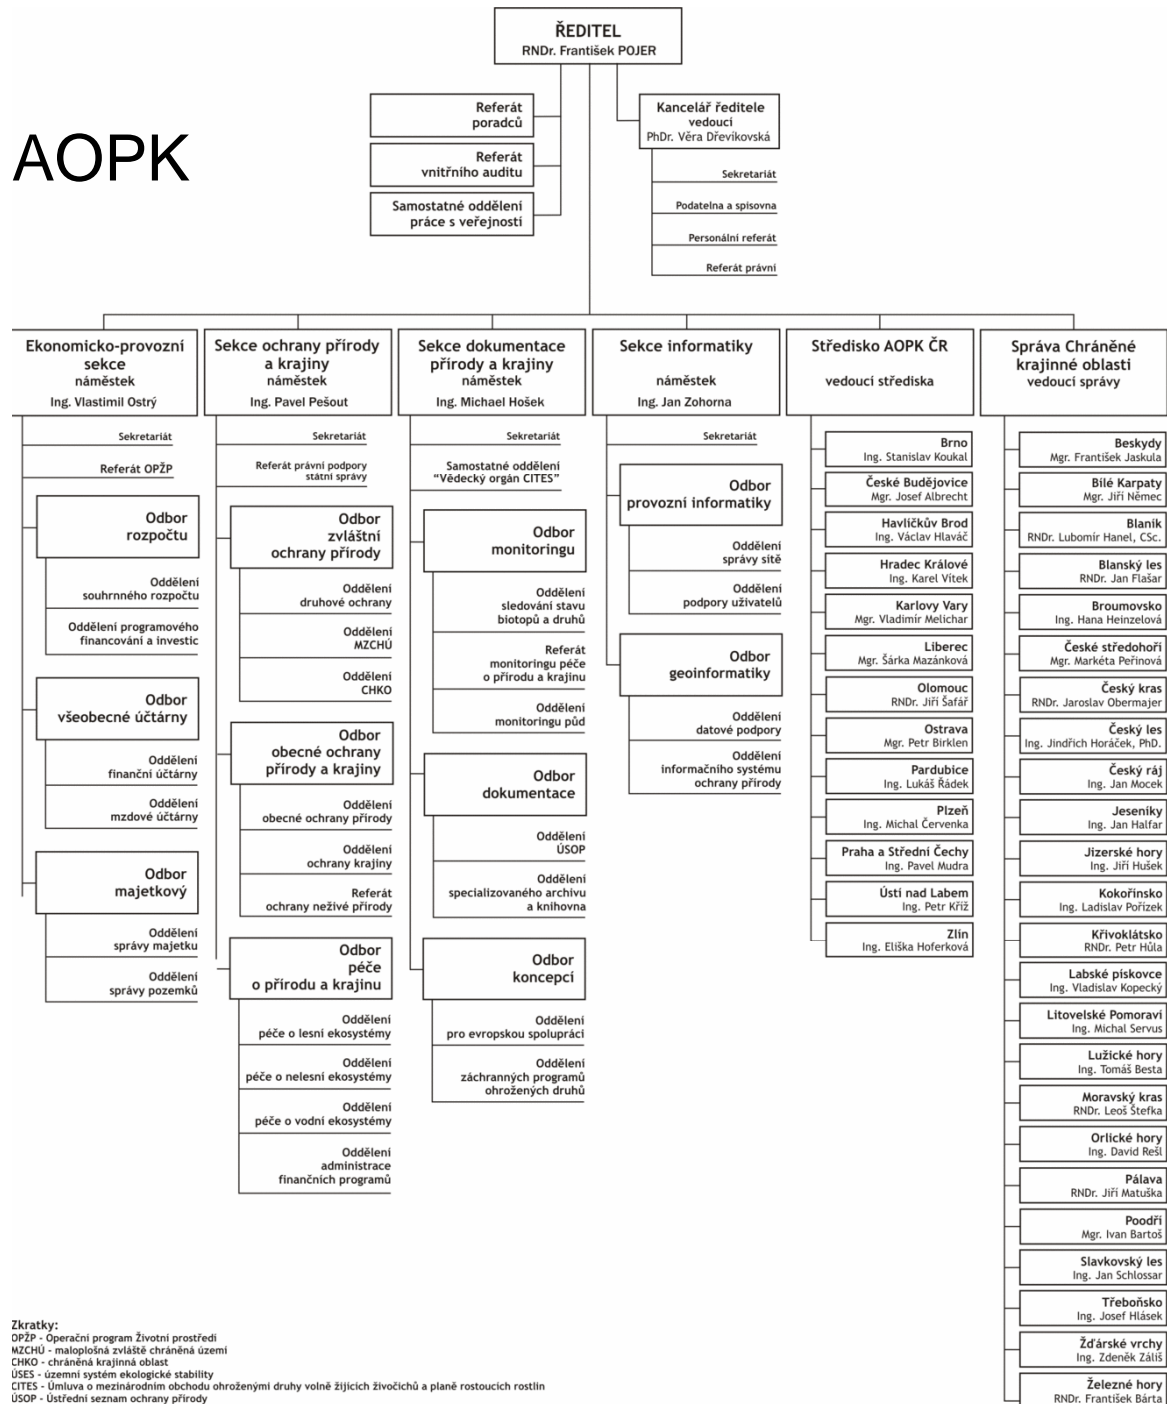 AOPK
ŘEDITEL
RNDr. František POJER
Referát
poradců
Referát
vnitřního auditu
Samostatné oddělení
práce s veřejností
Kancelář ředitele
vedoucí
PhDr. Věra Dřevíkovská
Sekretariát
Podatelna a spisovna
Personální referát
Referát právní
Ekonomicko-provozní
sekce
náměstek
Ing. Vlastimil Ostrý
Sekretariát
Referát OPŽP
Odbor
rozpočtu
Oddělení
souhrnného rozpočtu
Oddělení programového
financování a investic
Odbor
všeobecné účtárny
Oddělení
finanční účtárny
Oddělení
mzdové účtárny
Odbor
majetkový
Oddělení
správy majetku
Oddělení
správy pozemků
Sekce ochrany přírody
a krajiny
náměstek
Ing. Pavel Pešout
Sekretariát
Referát právní podpory
státní správy
Odbor
zvláštní
ochrany přírody
Oddělení
druhové ochrany
Oddělení
MZCHÚ
Oddělení
CHKO
Odbor
obecné ochrany
přírody a krajiny
Oddělení
obecné ochrany přírody
Oddělení
ochrany krajiny
Referát
ochrany neživé přírody
Odbor
péče
o přírodu a krajinu
Oddělení
péče o lesní ekosystémy
Oddělení
péče o nelesní ekosystémy
Oddělení
péče o vodní ekosystémy
Oddělení
administrace
finančních programů
Sekce dokumentace
přírody a krajiny
náměstek
Ing. Michael Hošek
Sekretariát
Samostatné oddělení
"Vědecký orgán CITES"
Odbor
monitoringu
Oddělení
sledování stavu
biotopů a druhů
Referát
monitoringu péče
o přírodu a krajinu
Oddělení
monitoringu půd
Odbor
dokumentace
Oddělení
ÚSOP
Oddělení
specializovaného archivu
a knihovna
Odbor
koncepcí
Oddělení
pro evropskou spolupráci
Oddělení
záchranných programů
ohrožených druhů
Sekce informatiky
náměstek
Ing. Jan Zohorna
Sekretariát
Odbor
provozní informatiky
Oddělení
správy sítě
Oddělení
podpory uživatelů
Odbor
geoinformatiky
Oddělení
datové podpory
Oddělení
informačního systému
ochrany přírody
Středisko AOPK ČR
vedoucí střediska
Brno
Ing. Stanislav Koukal
České Budějovice
Mgr. Josef Albrecht
Havlíčkův Brod
Ing. Václav Hlaváč
Hradec Králové
Ing. Karel Vítek
Karlovy Vary
Mgr. Vladimír Melichar
Liberec
Mgr. Šárka Mazánková
Olomouc
RNDr. Jiří Šafář
Ostrava
Mgr. Petr Birklen
Pardubice
Ing. Lukáš Řádek
Plzeň
Ing. Michal Červenka
Praha a Střední Čechy
Ing. Pavel Mudra
Ústí nad Labem
Ing. Petr Kříž
Zlín
Ing. Eliška Hoferková
Správa Chráněné
krajinné oblasti
vedoucí správy
Beskydy
Mgr. František Jaskula
Bílé Karpaty
Mgr. Jiří Němec
Blaník
RNDr. Lubomír Hanel, CSc.
Blanský les
RNDr. Jan Flašar
Broumovsko
Ing. Hana Heinzelová
České středohoří
Mgr. Markéta Peřinová
Český kras
RNDr. Jaroslav Obermajer
Český les
Ing. Jindřich Horáček, PhD.
Český ráj
Ing. Jan Mocek
Jeseníky
Ing. Jan Halfar
Jizerské hory
Ing. Jiří Hušek
Kokořínsko
Ing. Ladislav Pořízek
Křivoklátsko
RNDr. Petr Hůla
Labské pískovce
Ing. Vladislav Kopecký
Litovelské Pomoraví
Ing. Michal Servus
Lužické hory
Ing. Tomáš Besta
Moravský kras
RNDr. Leoš Štefka
Orlické hory
Ing. David Rešl
Pálava
RNDr. Jiří Matuška
Poodří
Mgr. Ivan Bartoš
Slavkovský les
Ing. Jan Schlossar
Třeboňsko
Ing. Josef Hlásek
Žďárské vrchy
Ing. Zdeněk Záliš
Železné hory
RNDr. František Bárta
Zkratky:
OPŽP - Operační program Životní prostředí
MZCHÚ - maloplošná zvláště chráněná území
CHKO - chráněná krajinná oblast
ÚSES - územní systém ekologické stability
CITES - Úmluva o mezinárodním obchodu ohroženými druhy volně žijících živočichů a planě rostoucích rostlin
ÚSOP - Ústřední seznam ochrany přírody